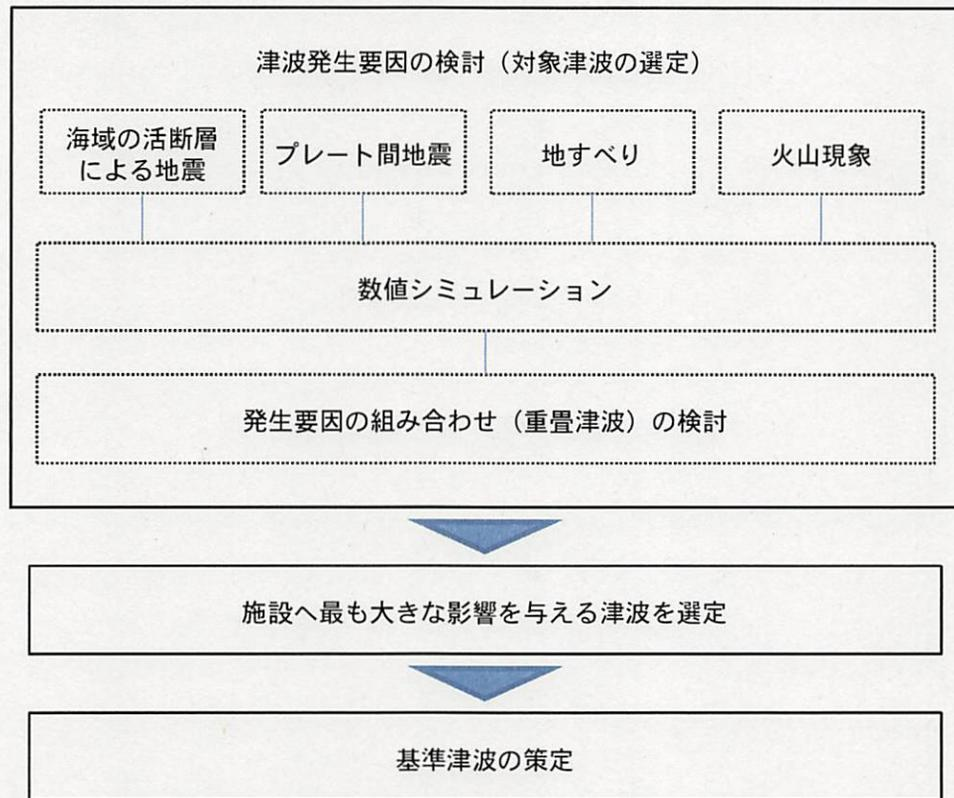 津波発生要因の検討（対象津波の選定）
海域の活断層
による地震
プレート間地震
地すべり
火山現象
数値シミュレーション
発生要因の組み合わせ（重畳津波）の検討
施設へ最も大きな影響を与える津波を選定
基準津波の策定